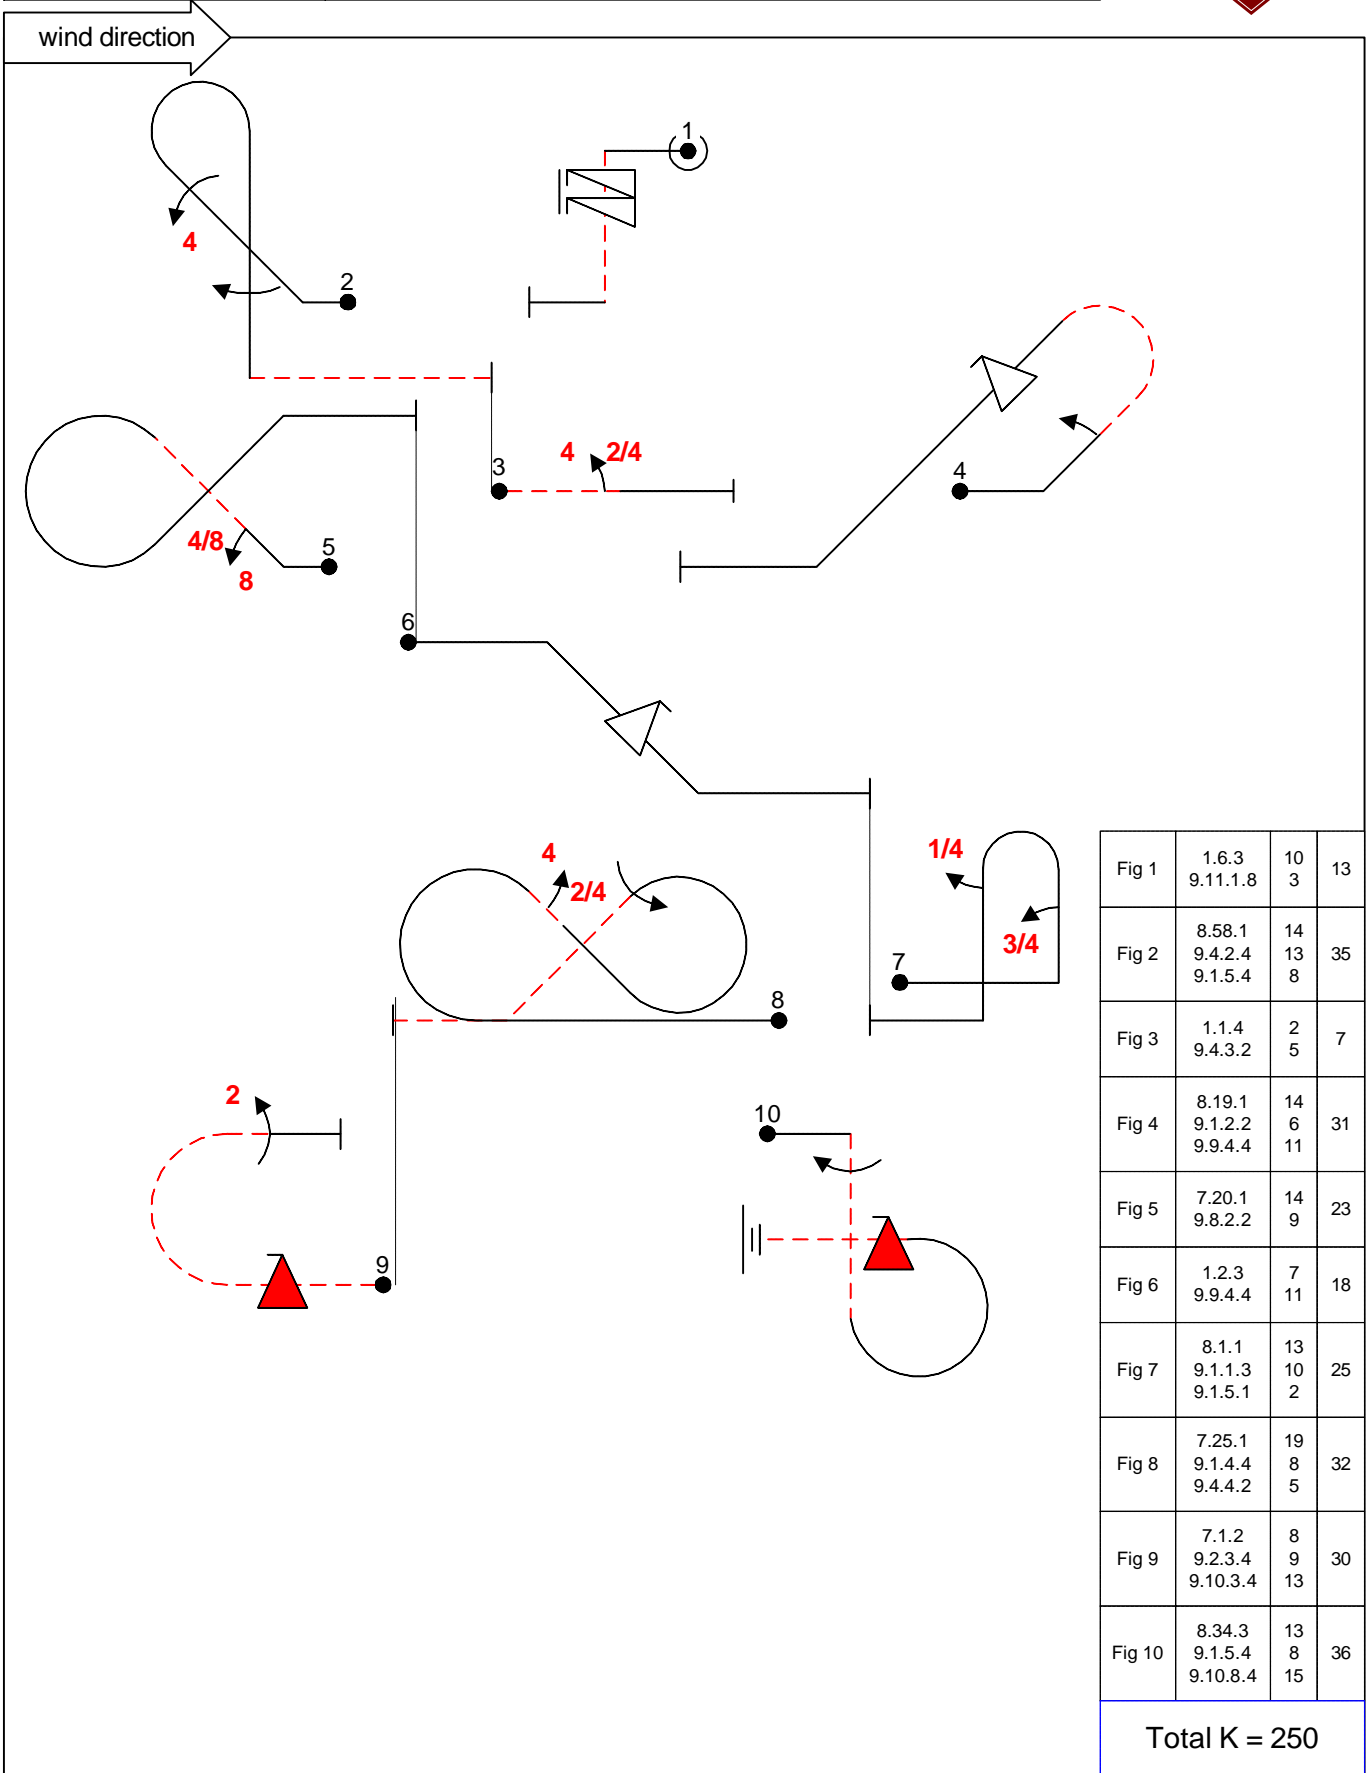 wind direction
1
4
2
3
4 2/4
4
4/8
8
5
6
1/4
3/4
7
4
2/4
8
2
9
10
Fig 1 1.6.3 10 13
9.11.1.8 3
Fig 2 8.58.1 14 35
9.4.2.4 13
9.1.5.4 8
Fig 3 1.1.4 2 7
9.4.3.2 5
Fig 4 8.19.1 14 31
9.1.2.2 6
9.9.4.4 11
Fig 5 7.20.1 14 23
9.8.2.2 9
Fig 6 1.2.3 7 18
9.9.4.4 11
Fig 7 8.1.1 13 25
9.1.1.3 10
9.1.5.1 2
Fig 8 7.25.1 19 32
9.1.4.4 8
9.4.4.2 5
Fig 9 7.1.2 8 30
9.2.3.4 9
9.10.3.4 13
Fig 10 8.34.3 13 36
9.1.5.4 8
9.10.8.4 15
Total K = 250